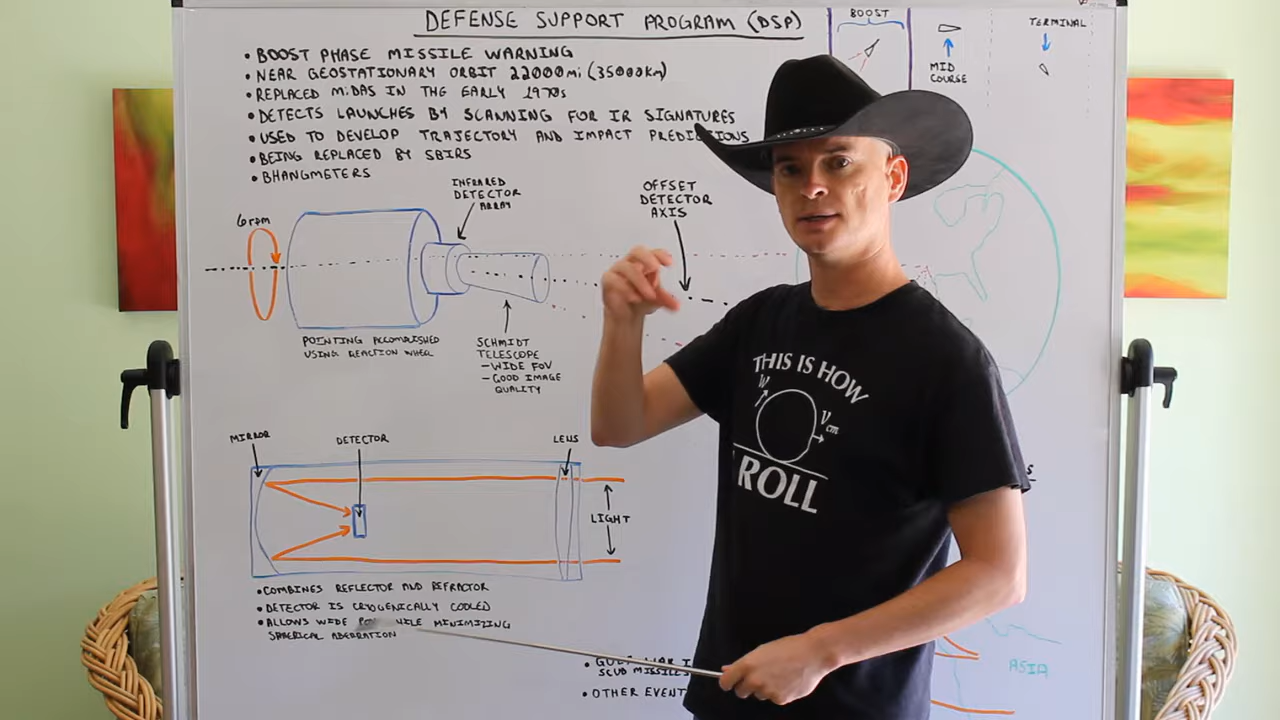 DEFENSE SUPPORT PROGRAM (DSP)
• BOOST PHASE MISSILE WARNING
• NEAR GEOSTATIONARY ORBIT 22000mi (35000km)
• REPLACED MiDAS IN THE EARLY 1970s
• DETECTS LAUNCHES BY SCANNING FOR IR SIGNATURES
• USED TO DEVELOP TRAJECTORY AND IMPACT PREDICTIONS
• BEING REPLACED BY SBIRS
• BHANGMETERS
BOOST
MID
COURSE
TERMINAL
6 rpm
INFRARED
DETECTOR
ARRAY
OFFSET
DETECTOR
AXIS
POINTING ACCOMPLISHED
USING REACTION WHEEL
SCHMIDT
TELESCOPE
- WIDE FOV
- GOOD IMAGE
QUALITY
THIS IS HOW
W
V cm
I ROLL
MIRROR
DETECTOR
LENS
LIGHT
• COMBINES REFLECTOR AND REFRACTOR
• DETECTOR IS CRYOGENICALLY COOLED
• ALLOWS WIDE FOV WHILE MINIMIZING
SPHERICAL ABERRATION
• GULF WAR I
SCUD MISSILES
• OTHER EVENT
ASIA